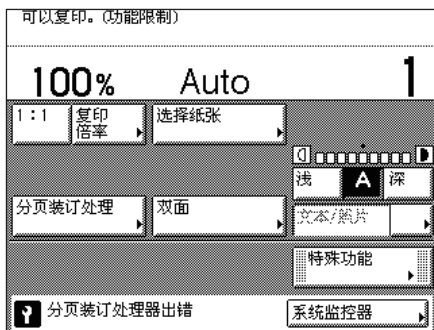 可以复印。(功能限制)
100% Auto 1
1:1 复印倍率 选择纸张
浅 A 深
分页装订处理 双面 文本/照片
特殊功能
分页装订处理器出错 系统监控器